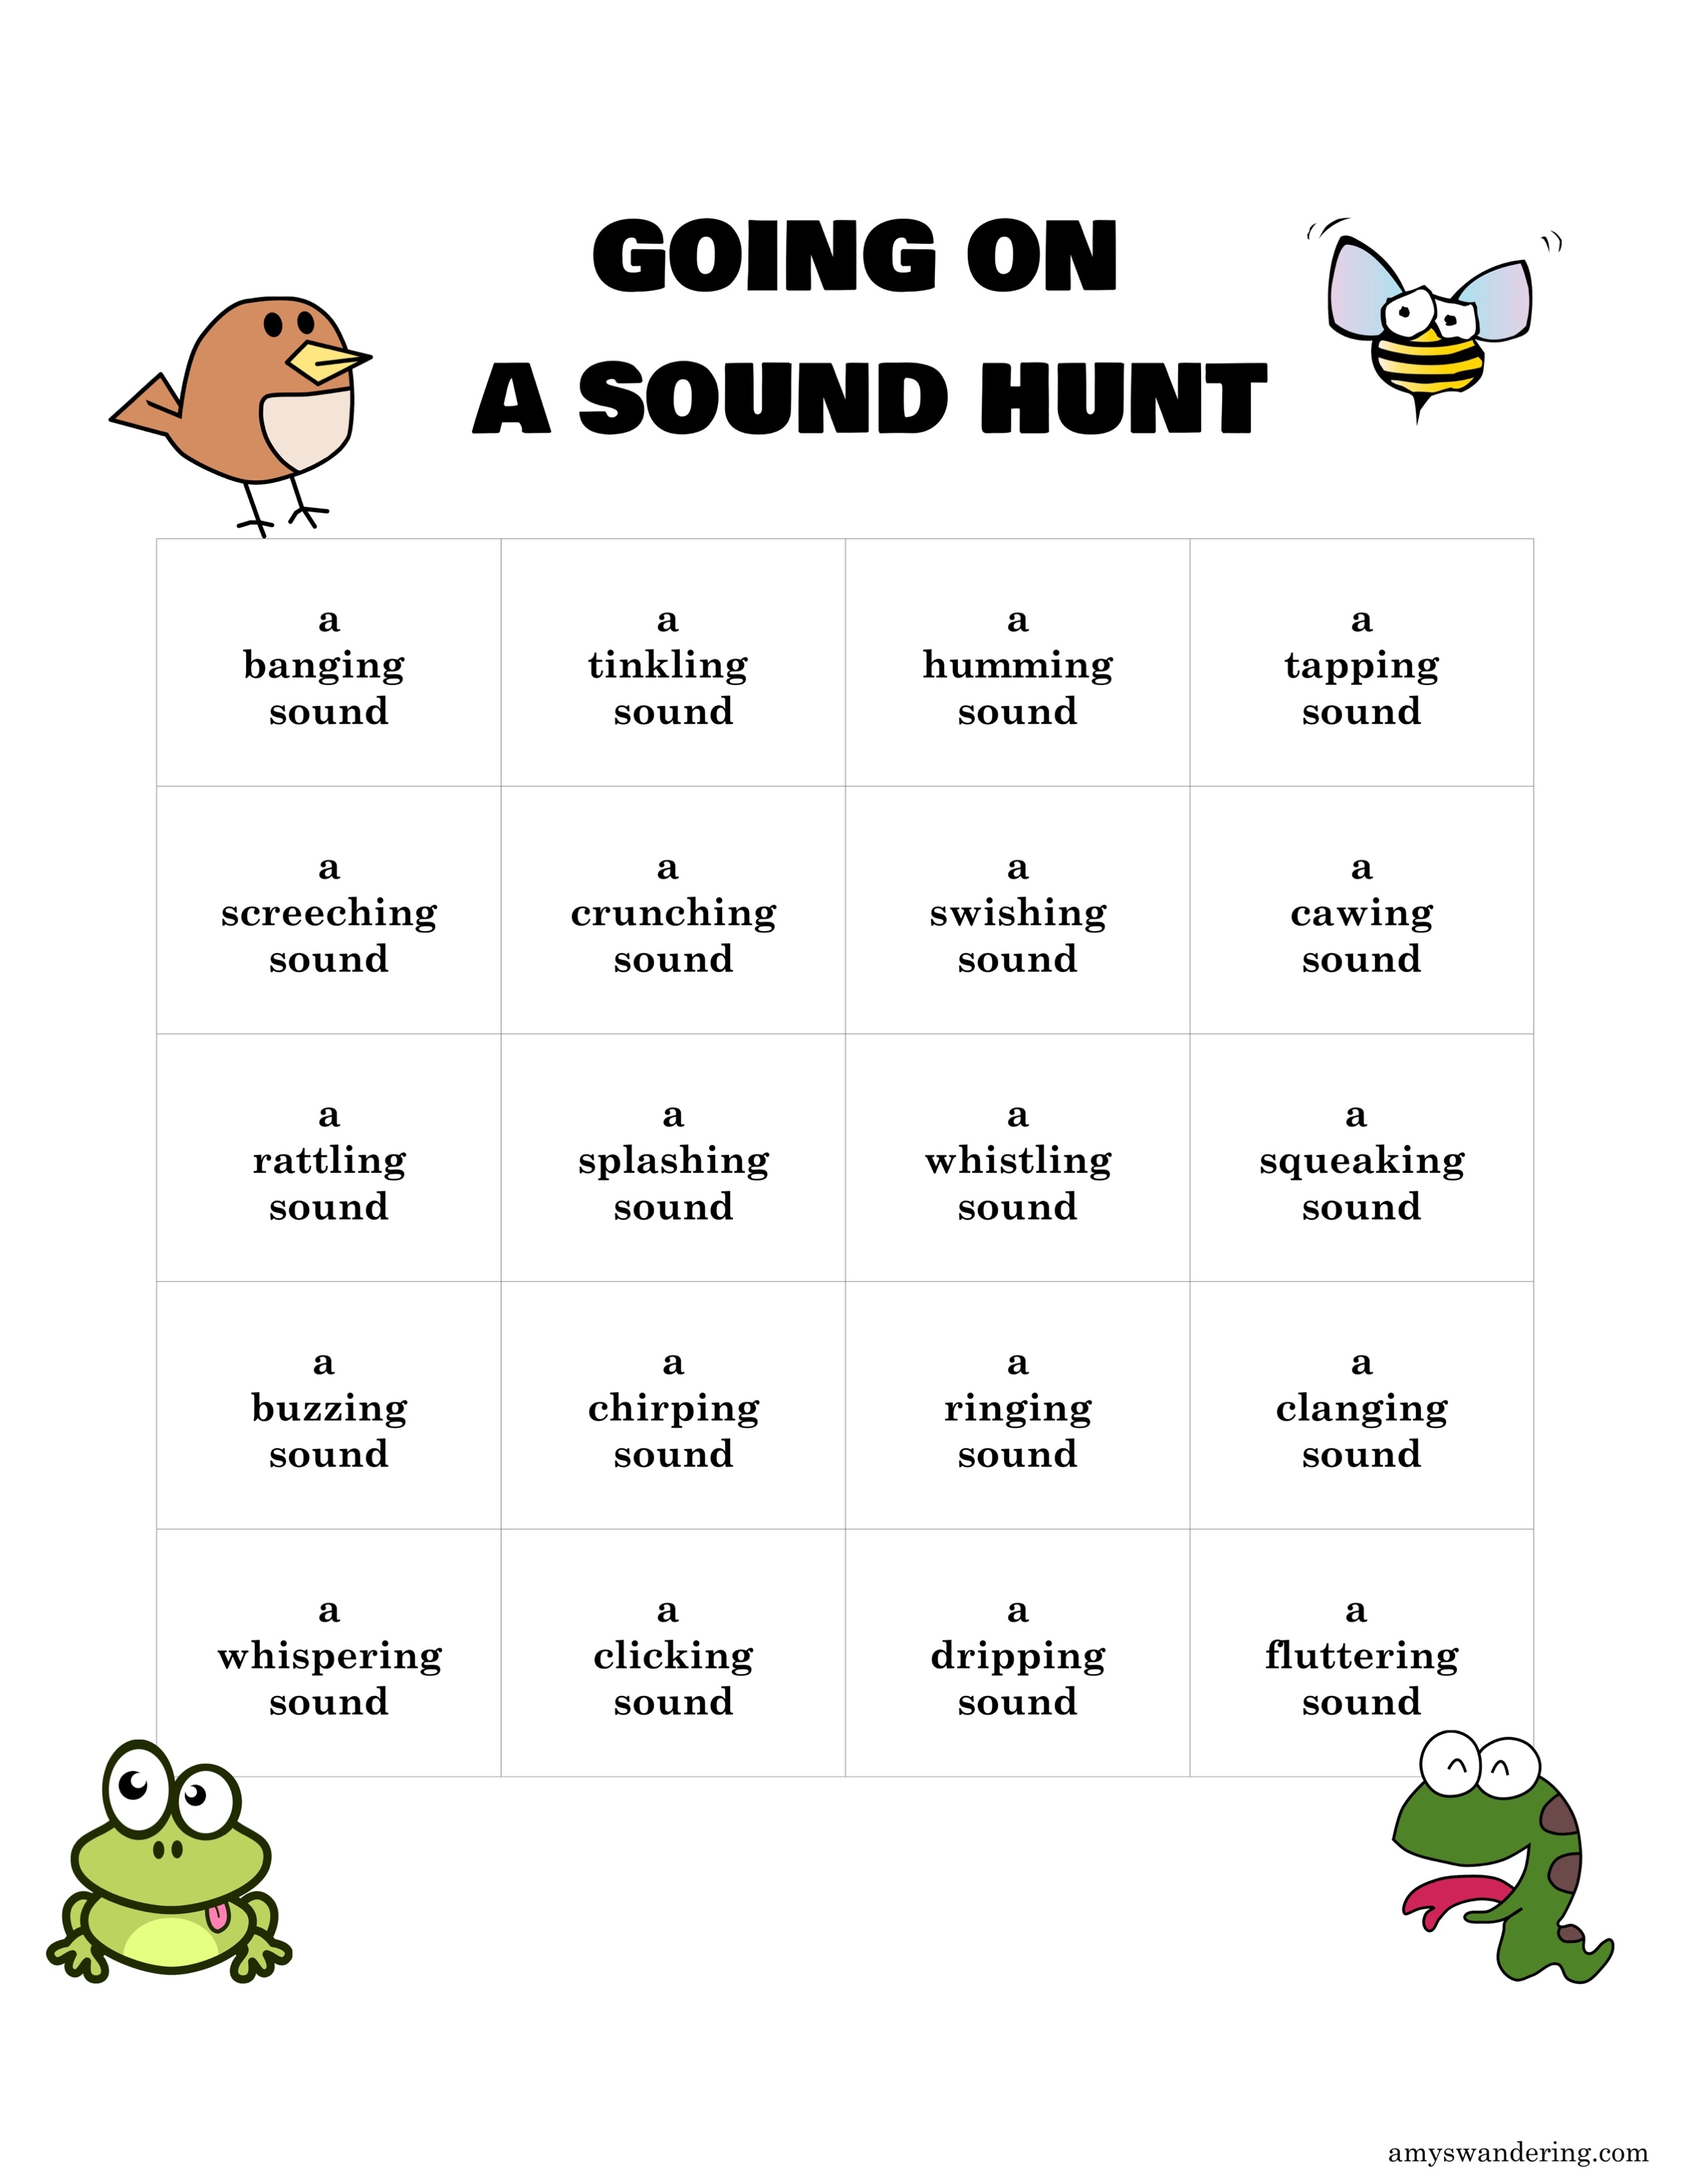 GOING ON
A SOUND HUNT
a
banging
sound
a
tinkling
sound
a
humming
sound
a
tapping
sound
a
screeching
sound
a
crunching
sound
a
swishing
sound
a
cawing
sound
a
rattling
sound
a
splashing
sound
a
whistling
sound
a
squeaking
sound
a
buzzing
sound
a
chirping
sound
a
ringing
sound
a
clanging
sound
a
whispering
sound
a
clicking
sound
a
dripping
sound
a
fluttering
sound
amyswandering.com